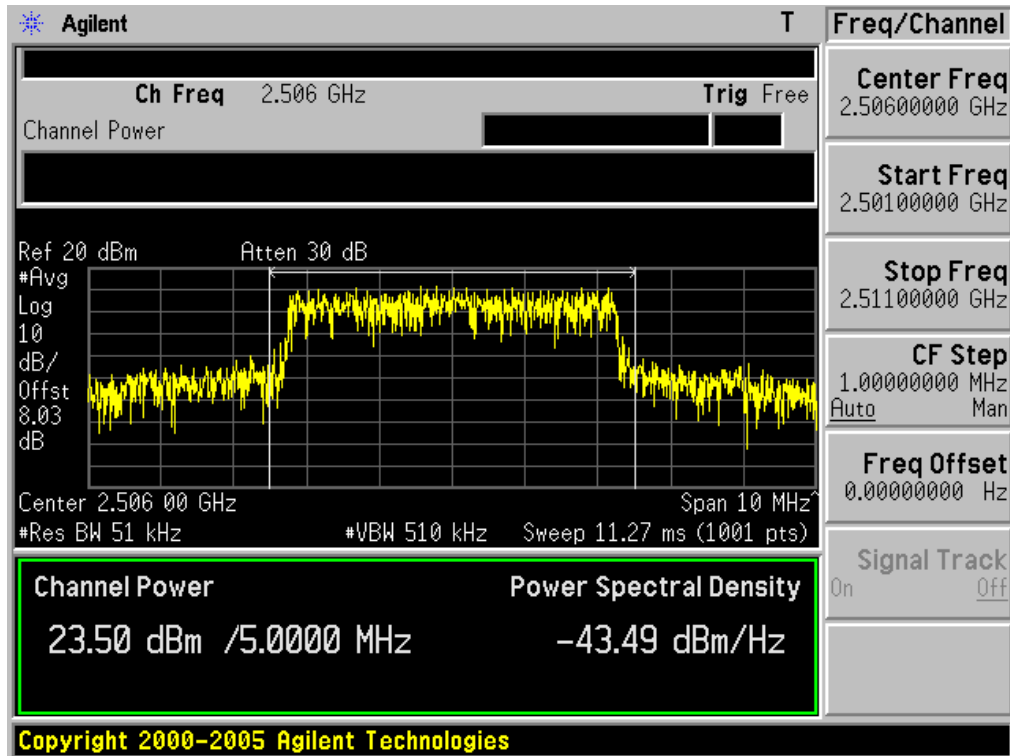 Agilent T Freq/Channel
Ch Freq 2.506 GHz Trig Free
Channel Power
Center Freq
2.50600000 GHz
Start Freq
2.50100000 GHz
Stop Freq
2.51100000 GHz
CF Step
1.00000000 MHz
Auto Man
Freq Offset
0.00000000 Hz
Signal Track
On Off
Ref 20 dBm Atten 30 dB
#Avg
Log
10
dB/
Offst
8.03
dB
Center 2.506 00 GHz Span 10 MHz^
#Res BW 51 kHz #VBW 510 kHz Sweep 11.27 ms (1001 pts)
Channel Power Power Spectral Density
23.50 dBm /5.0000 MHz -43.49 dBm/Hz
Copyright 2000-2005 Agilent Technologies